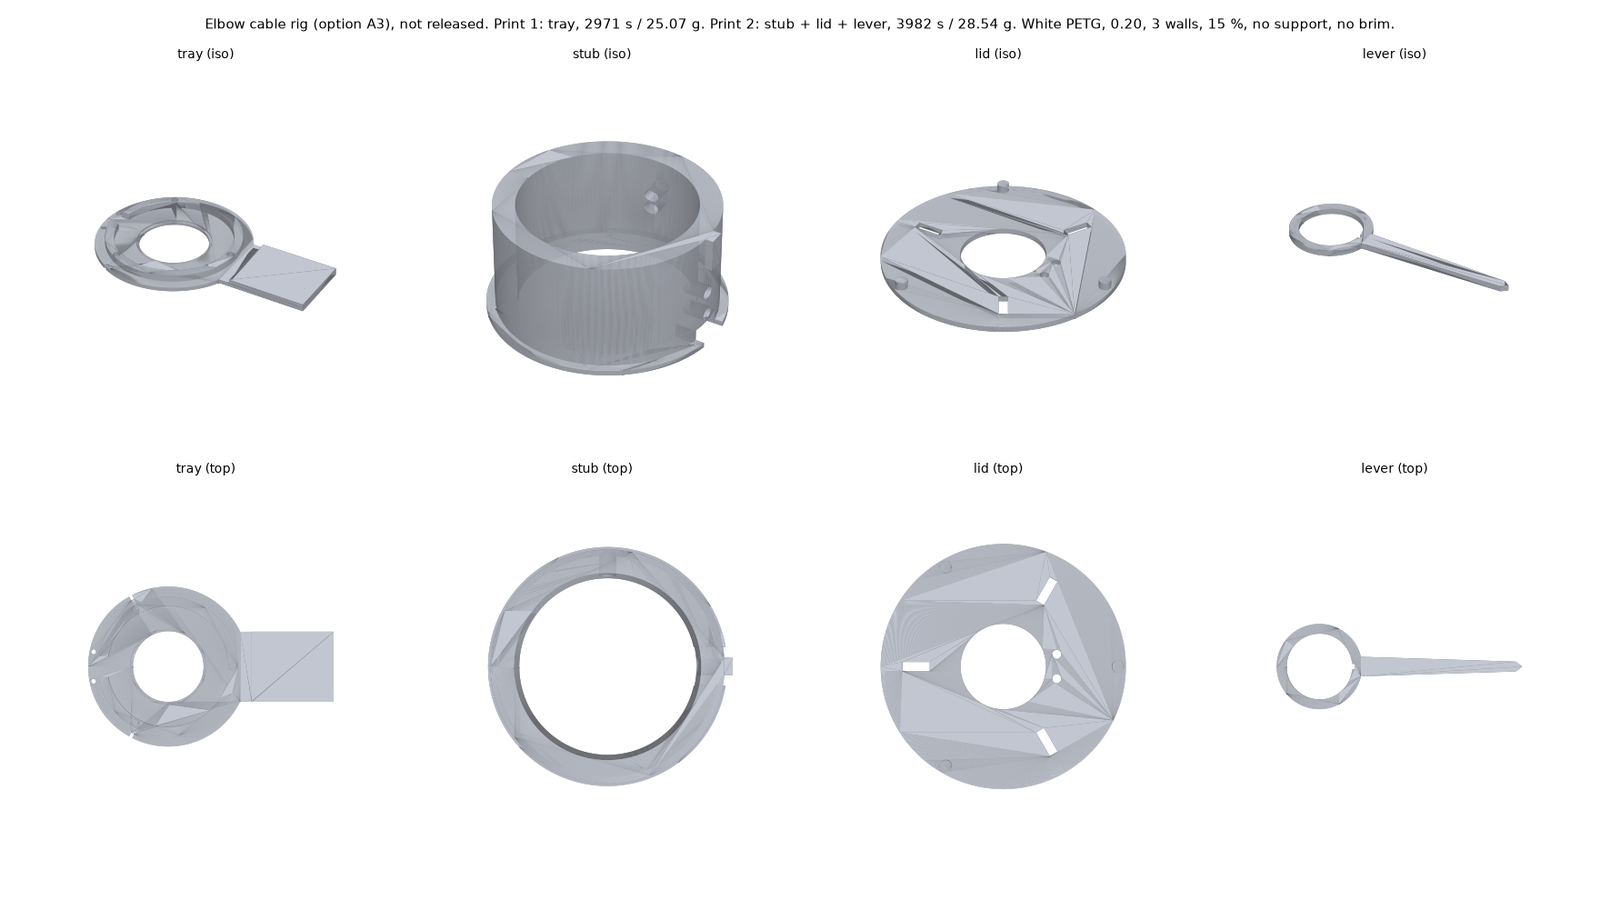 Elbow cable rig (option A3), not released. Print 1: tray, 2971 s / 25.07 g. Print 2: stub + lid + lever, 3982 s / 28.54 g. White PETG, 0.20, 3 walls, 15 %, no support, no brim.
tray (iso)
stub (iso)
lid (iso)
lever (iso)
tray (top)
stub (top)
lid (top)
lever (top)